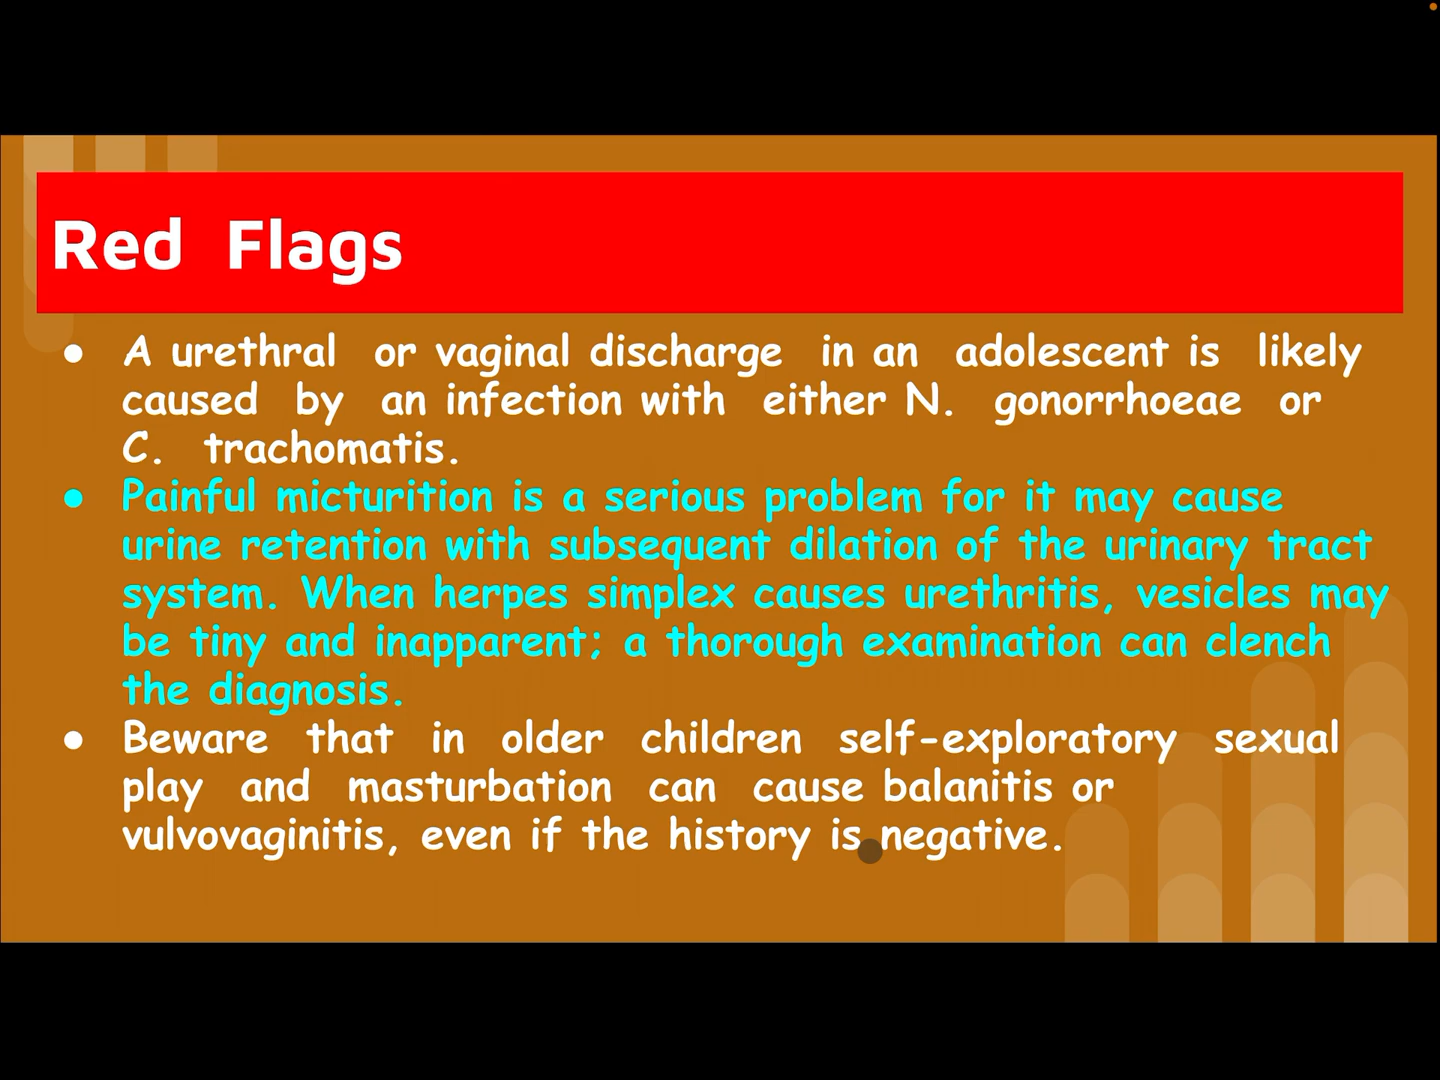 Red Flags
● A urethral or vaginal discharge in an adolescent is likely
caused by an infection with either N. gonorrhoeae or
C. trachomatis.
● Painful micturition is a serious problem for it may cause
urine retention with subsequent dilation of the urinary tract
system. When herpes simplex causes urethritis, vesicles may
be tiny and inapparent; a thorough examination can clench
the diagnosis.
● Beware that in older children self-exploratory sexual
play and masturbation can cause balanitis or
vulvovaginitis, even if the history is negative.